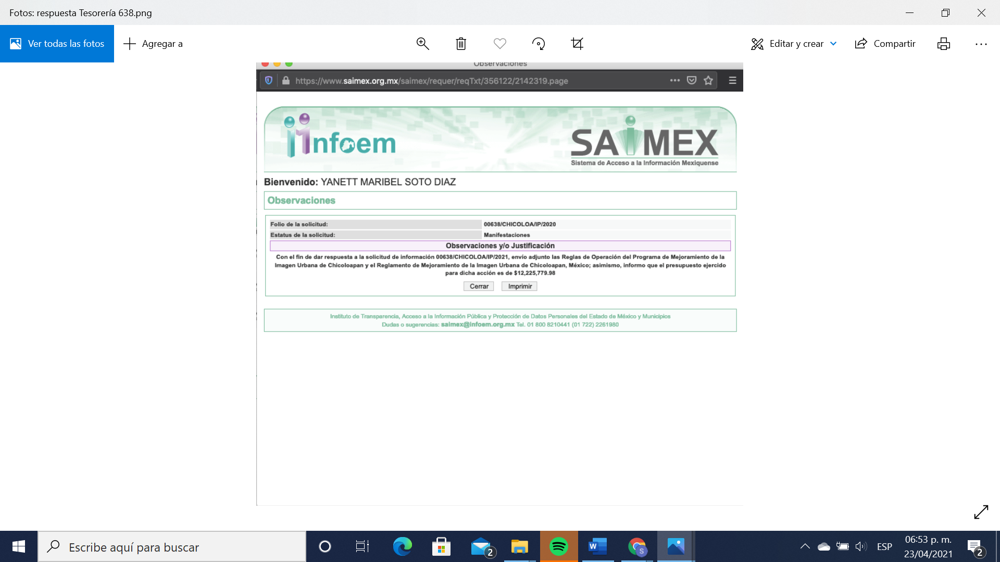 Fotos: respuesta Tesorería 638.png
Ver todas las fotos
Agregar a
Editar y crear
Compartir
Observaciones
https://www.saimex.org.mx/saimex/requer/reqTxt/356122/2142319.page
infoem
SAIMEX
Sistema de Acceso a la Información Mexiquense
Bienvenido: YANETT MARIBEL SOTO DIAZ
Observaciones
Folio de la solicitud: 00638/CHICOLOA/IP/2020
Estatus de la solicitud: Manifestaciones
Observaciones y/o Justificación
Con el fin de dar respuesta a la solicitud de información 00638/CHICOLOA/IP/2021, envío adjunto las Reglas de Operación del Programa de Mejoramiento de la
Imagen Urbana de Chicoloapan y el Reglamento de Mejoramiento de la Imagen Urbana de Chicoloapan, México; asimismo, informo que el presupuesto ejercido
para dicha acción es de $12,225,779.98
Cerrar Imprimir
Instituto de Transparencia, Acceso a la Información Pública y Protección de Datos Personales del Estado de México y Municipios
Dudas o sugerencias: saimex@infoem.org.mx Tel. 01 800 8210441 (01 722) 2261980
Escribe aquí para buscar
2
W
S
ESP
06:53 p. m.
23/04/2021
2